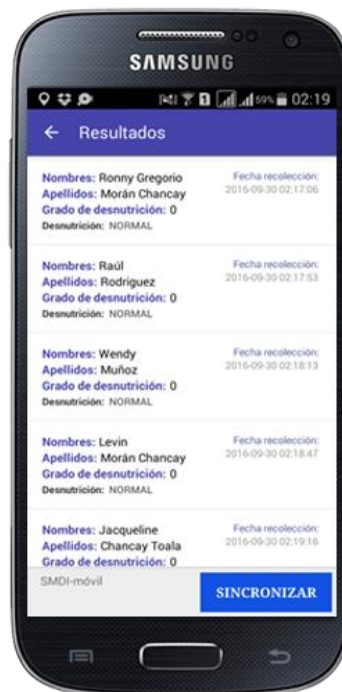 SAMSUNG
59% 02:19
← Resultados
Nombres: Ronny Gregorio Fecha recolección:
Apellidos: Morán Chancay 2016-09-30 02:17:06
Grado de desnutrición: 0
Desnutrición: NORMAL
Nombres: Raúl Fecha recolección:
Apellidos: Rodriguez 2016-09-30 02:17:53
Grado de desnutrición: 0
Desnutrición: NORMAL
Nombres: Wendy Fecha recolección:
Apellidos: Muñoz 2016-09-30 02:18:13
Grado de desnutrición: 0
Desnutrición: NORMAL
Nombres: Levin Fecha recolección:
Apellidos: Morán Chancay 2016-09-30 02:18:47
Grado de desnutrición: 0
Desnutrición: NORMAL
Nombres: Jacqueline Fecha recolección:
Apellidos: Chancay Toala 2016-09-30 02:19:16
Grado de desnutrición: 0
SMDI-móvil
SINCRONIZAR